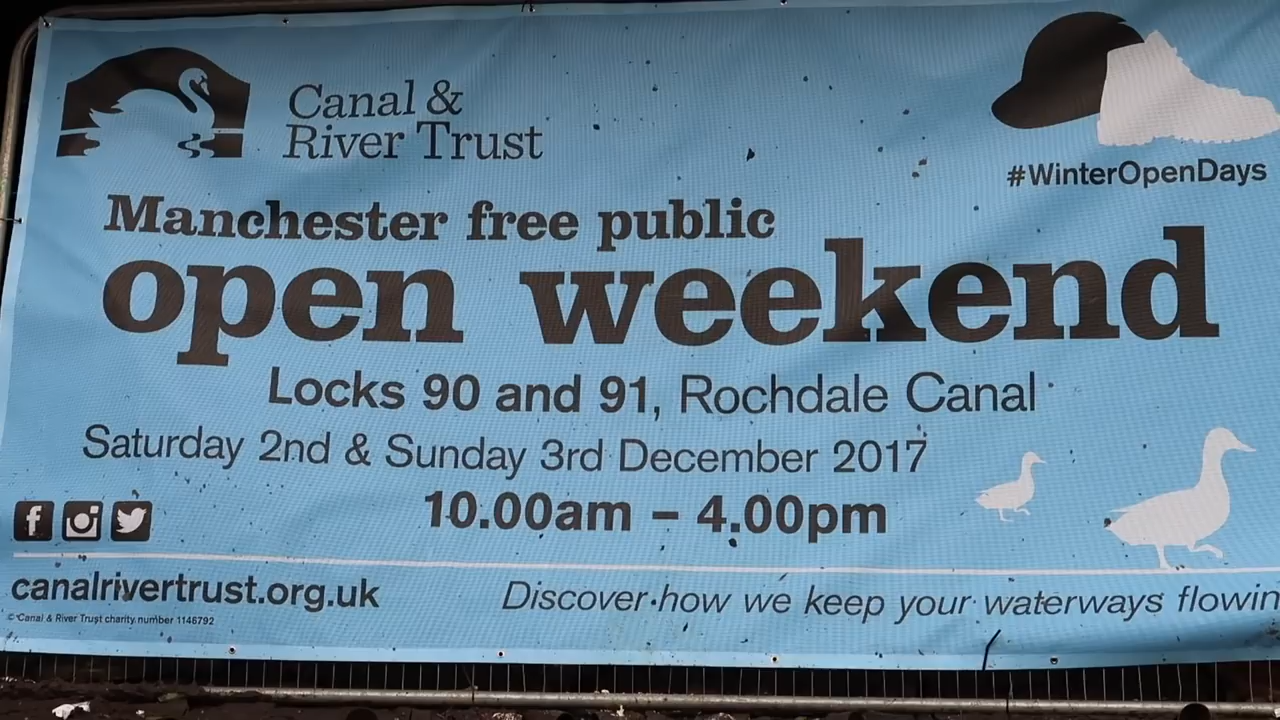 Canal &
River Trust
#WinterOpenDays
Manchester free public
open weekend
Locks 90 and 91, Rochdale Canal
Saturday 2nd & Sunday 3rd December 2017
10.00am – 4.00pm
canalrivertrust.org.uk
Discover how we keep your waterways flowin
© Canal & River Trust charity number 1146792